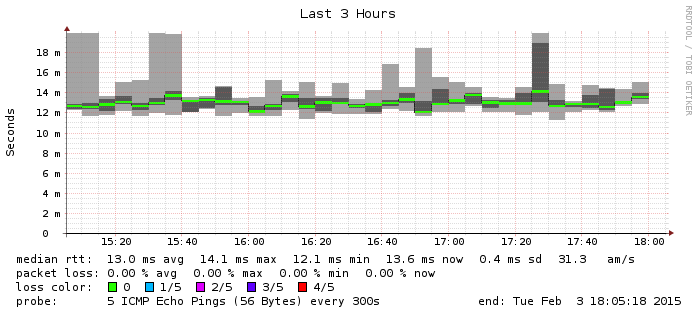 Last 3 Hours
RRDTOOL / TOBI OETIKER
Seconds
18 m
16 m
14 m
12 m
10 m
8 m
6 m
4 m
2 m
0
15:20 15:40 16:00 16:20 16:40 17:00 17:20 17:40 18:00
median rtt: 13.0 ms avg 14.1 ms max 12.1 ms min 13.6 ms now 0.4 ms sd 31.3 am/s
packet loss: 0.00 % avg 0.00 % max 0.00 % min 0.00 % now
loss color: 0 1/5 2/5 3/5 4/5
probe: 5 ICMP Echo Pings (56 Bytes) every 300s end: Tue Feb 3 18:05:18 2015